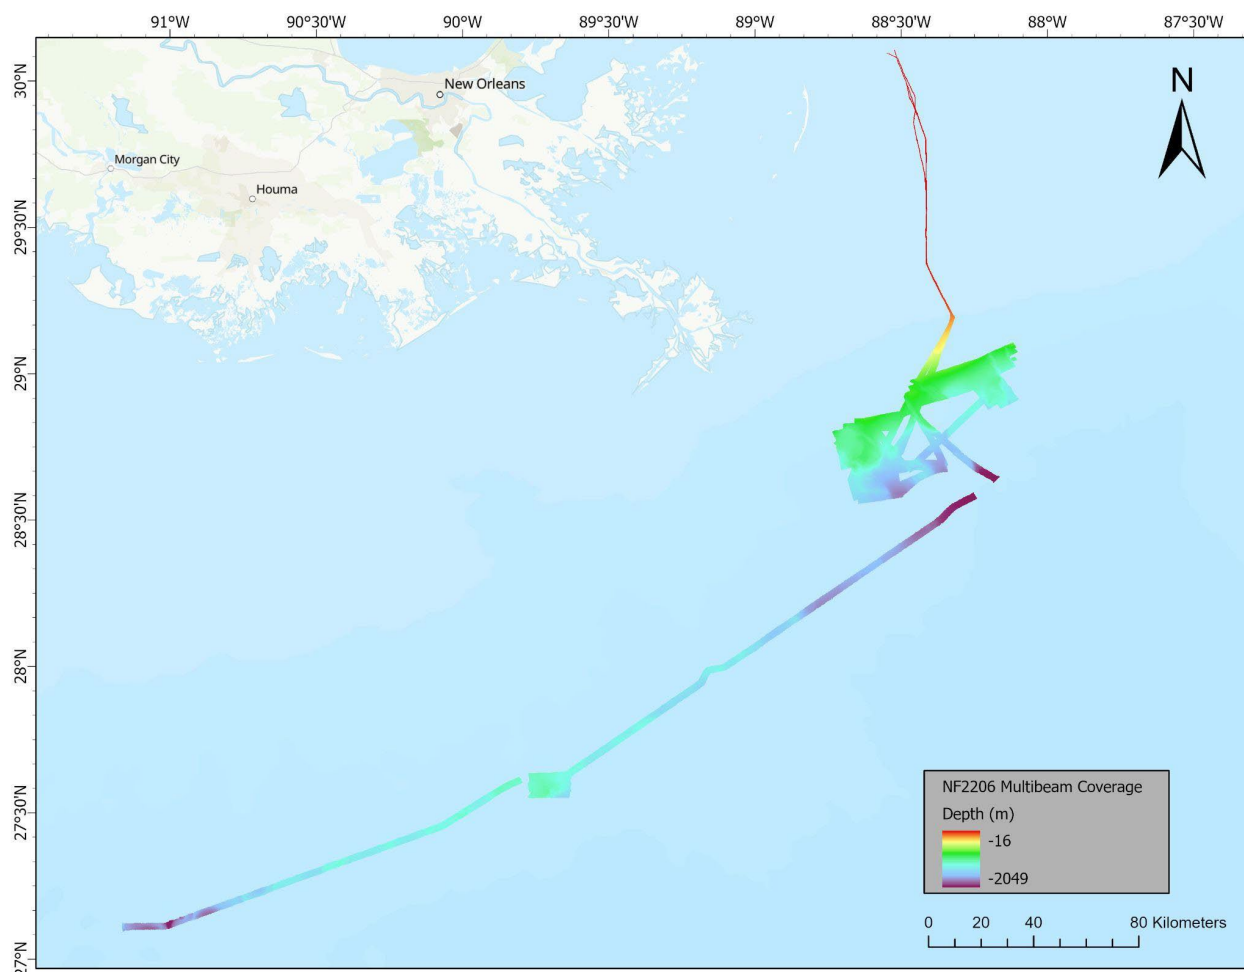 91°W 90°30'W 90°W 89°30'W 89°W 88°30'W 88°W 87°30'W
30°N
29°30'N
29°N
28°30'N
28°N
27°30'N
27°N
New Orleans
Morgan City
Houma
N
NF2206 Multibeam Coverage
Depth (m)
-16
-2049
0 20 40 80 Kilometers